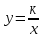 y = к/x